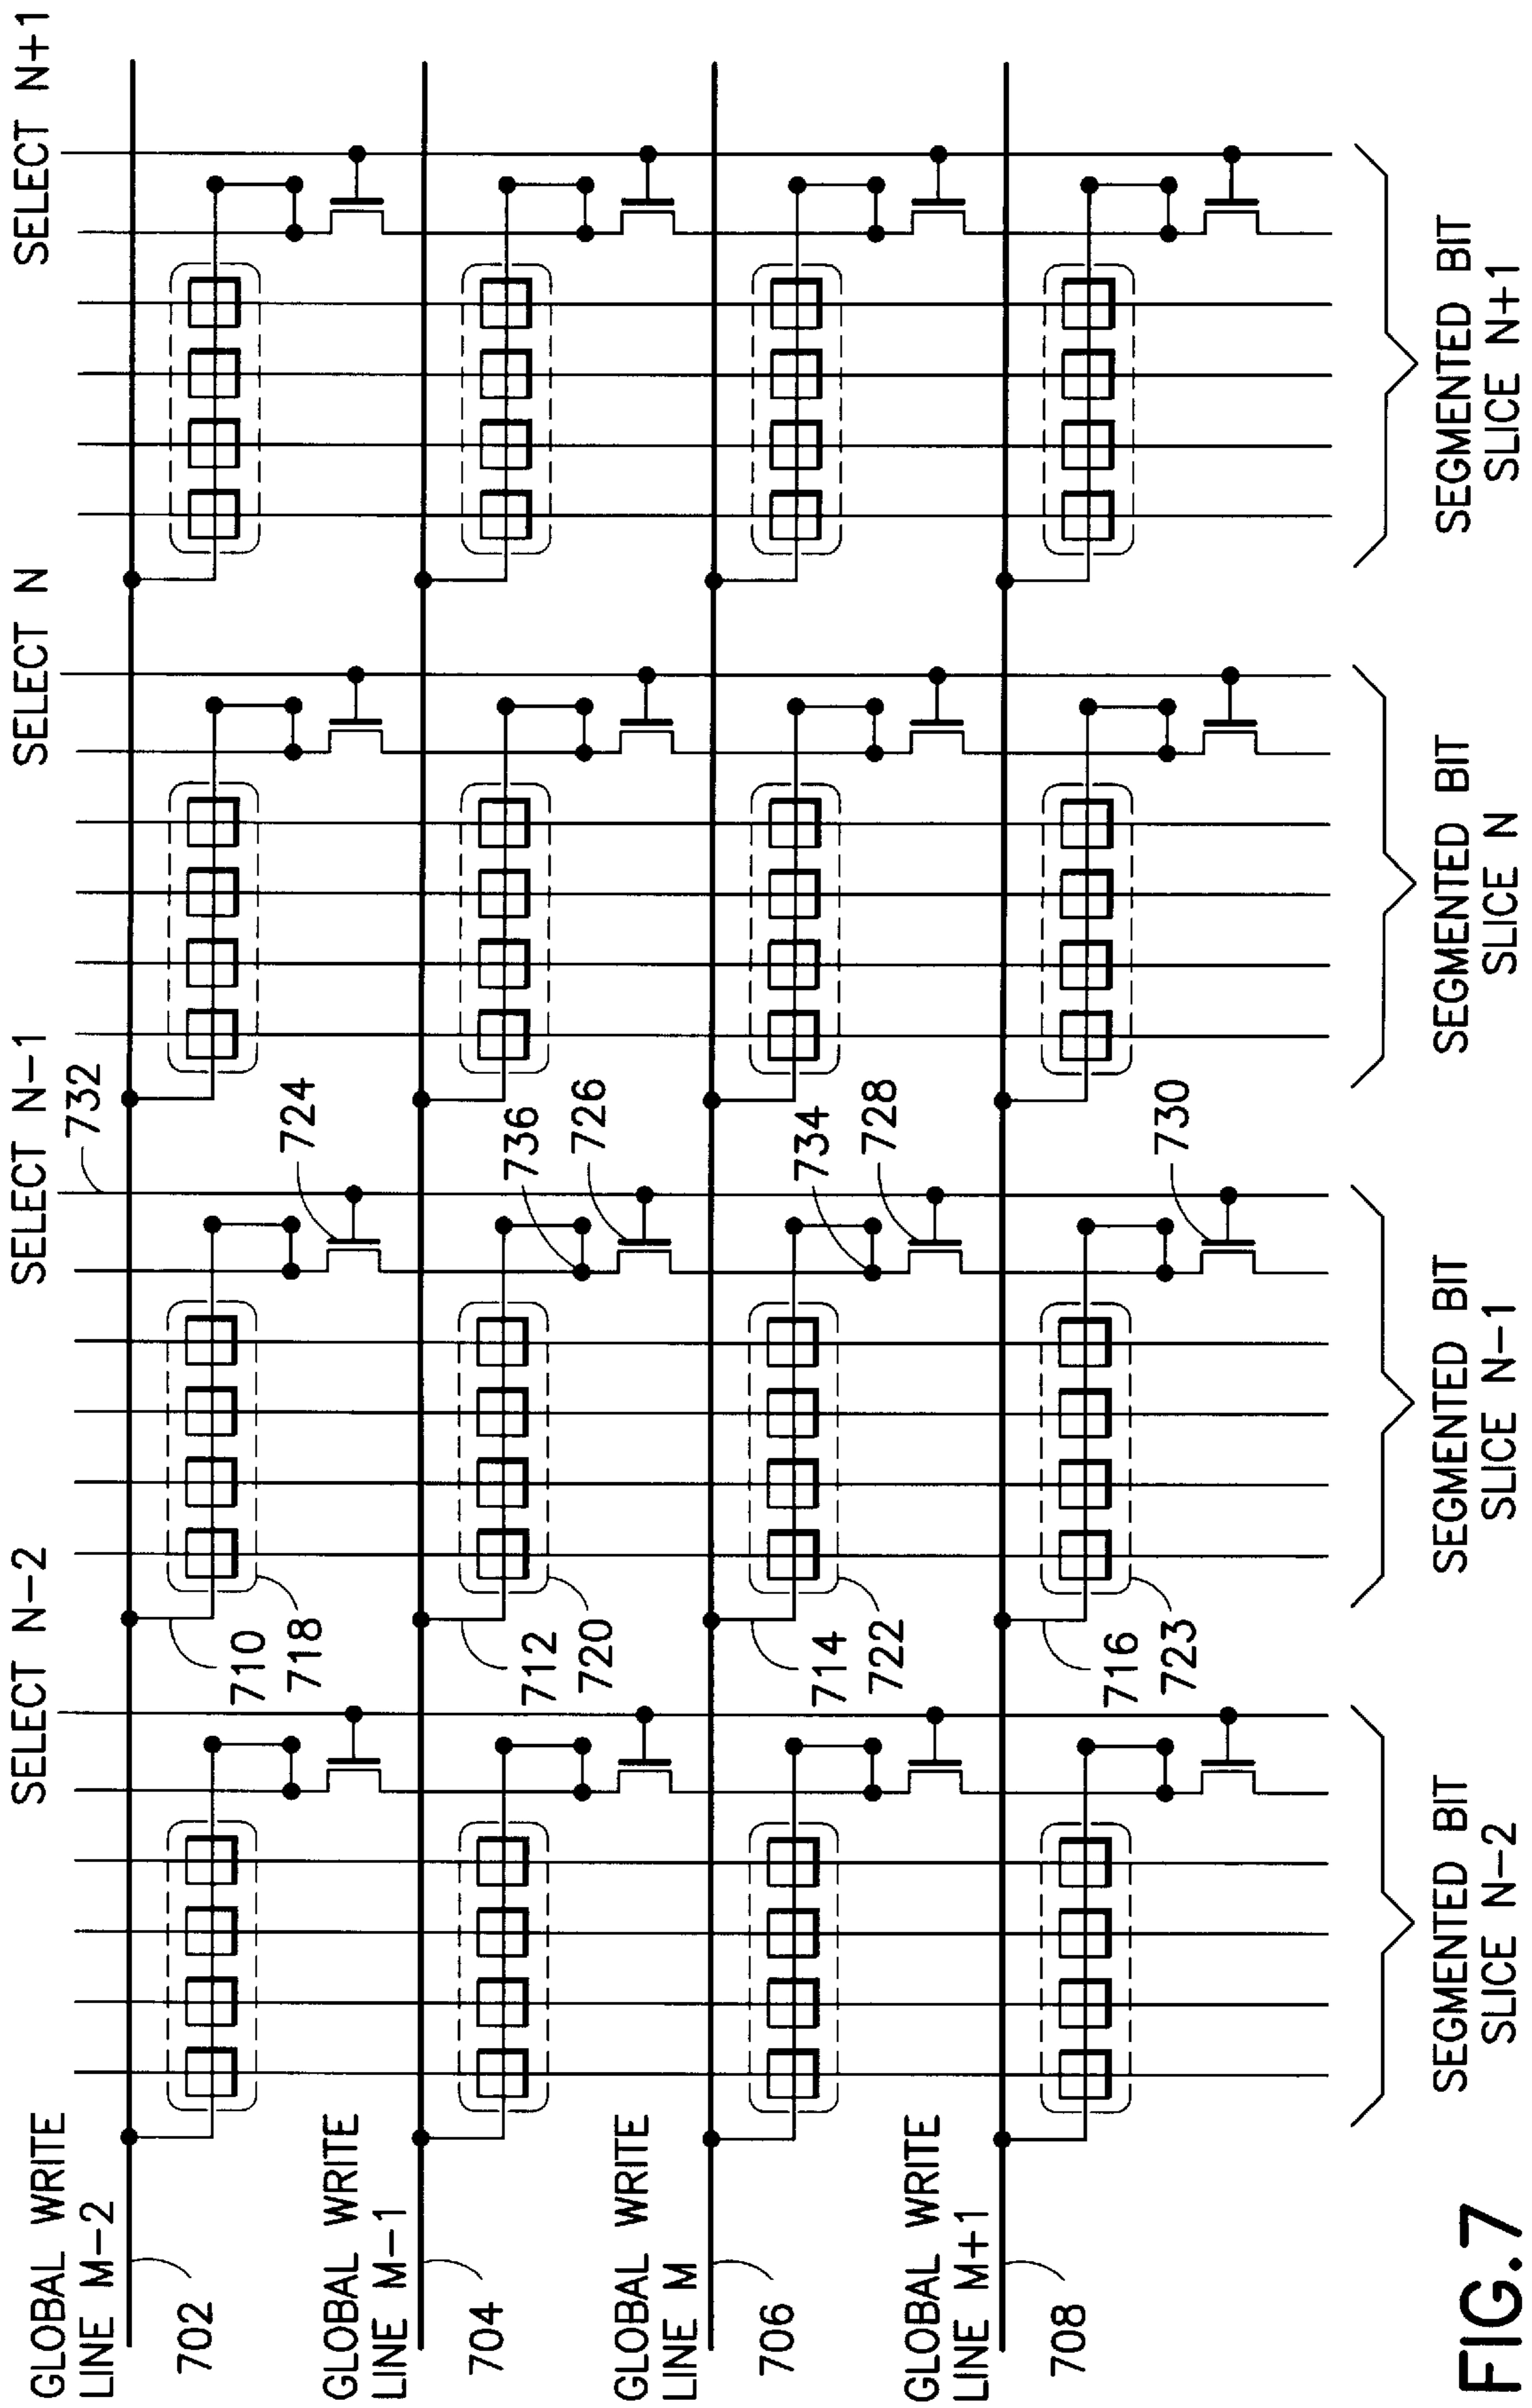 SELECT N-2
SELECT N-1
SELECT N
SELECT N+1
732
GLOBAL WRITE
LINE M-2
702
710
718
724
GLOBAL WRITE
LINE M-1
704
712
720
736
726
GLOBAL WRITE
LINE M
706
714
722
734
728
GLOBAL WRITE
LINE M+1
708
716
723
730
SEGMENTED BIT
SLICE N-2
SEGMENTED BIT
SLICE N-1
SEGMENTED BIT
SLICE N
SEGMENTED BIT
SLICE N+1
FIG.7